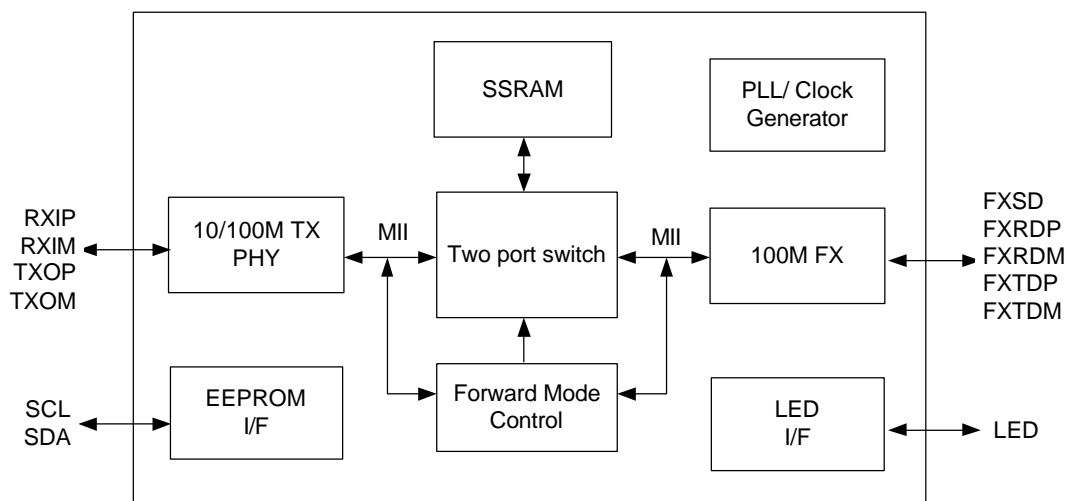 SSRAM
PLL/ Clock
Generator
RXIP
RXIM
TXOP
TXOM
10/100M TX
PHY
MII
Two port switch
MII
100M FX
FXSD
FXRDP
FXRDM
FXTDP
FXTDM
SCL
SDA
EEPROM
I/F
Forward Mode
Control
LED
I/F
LED